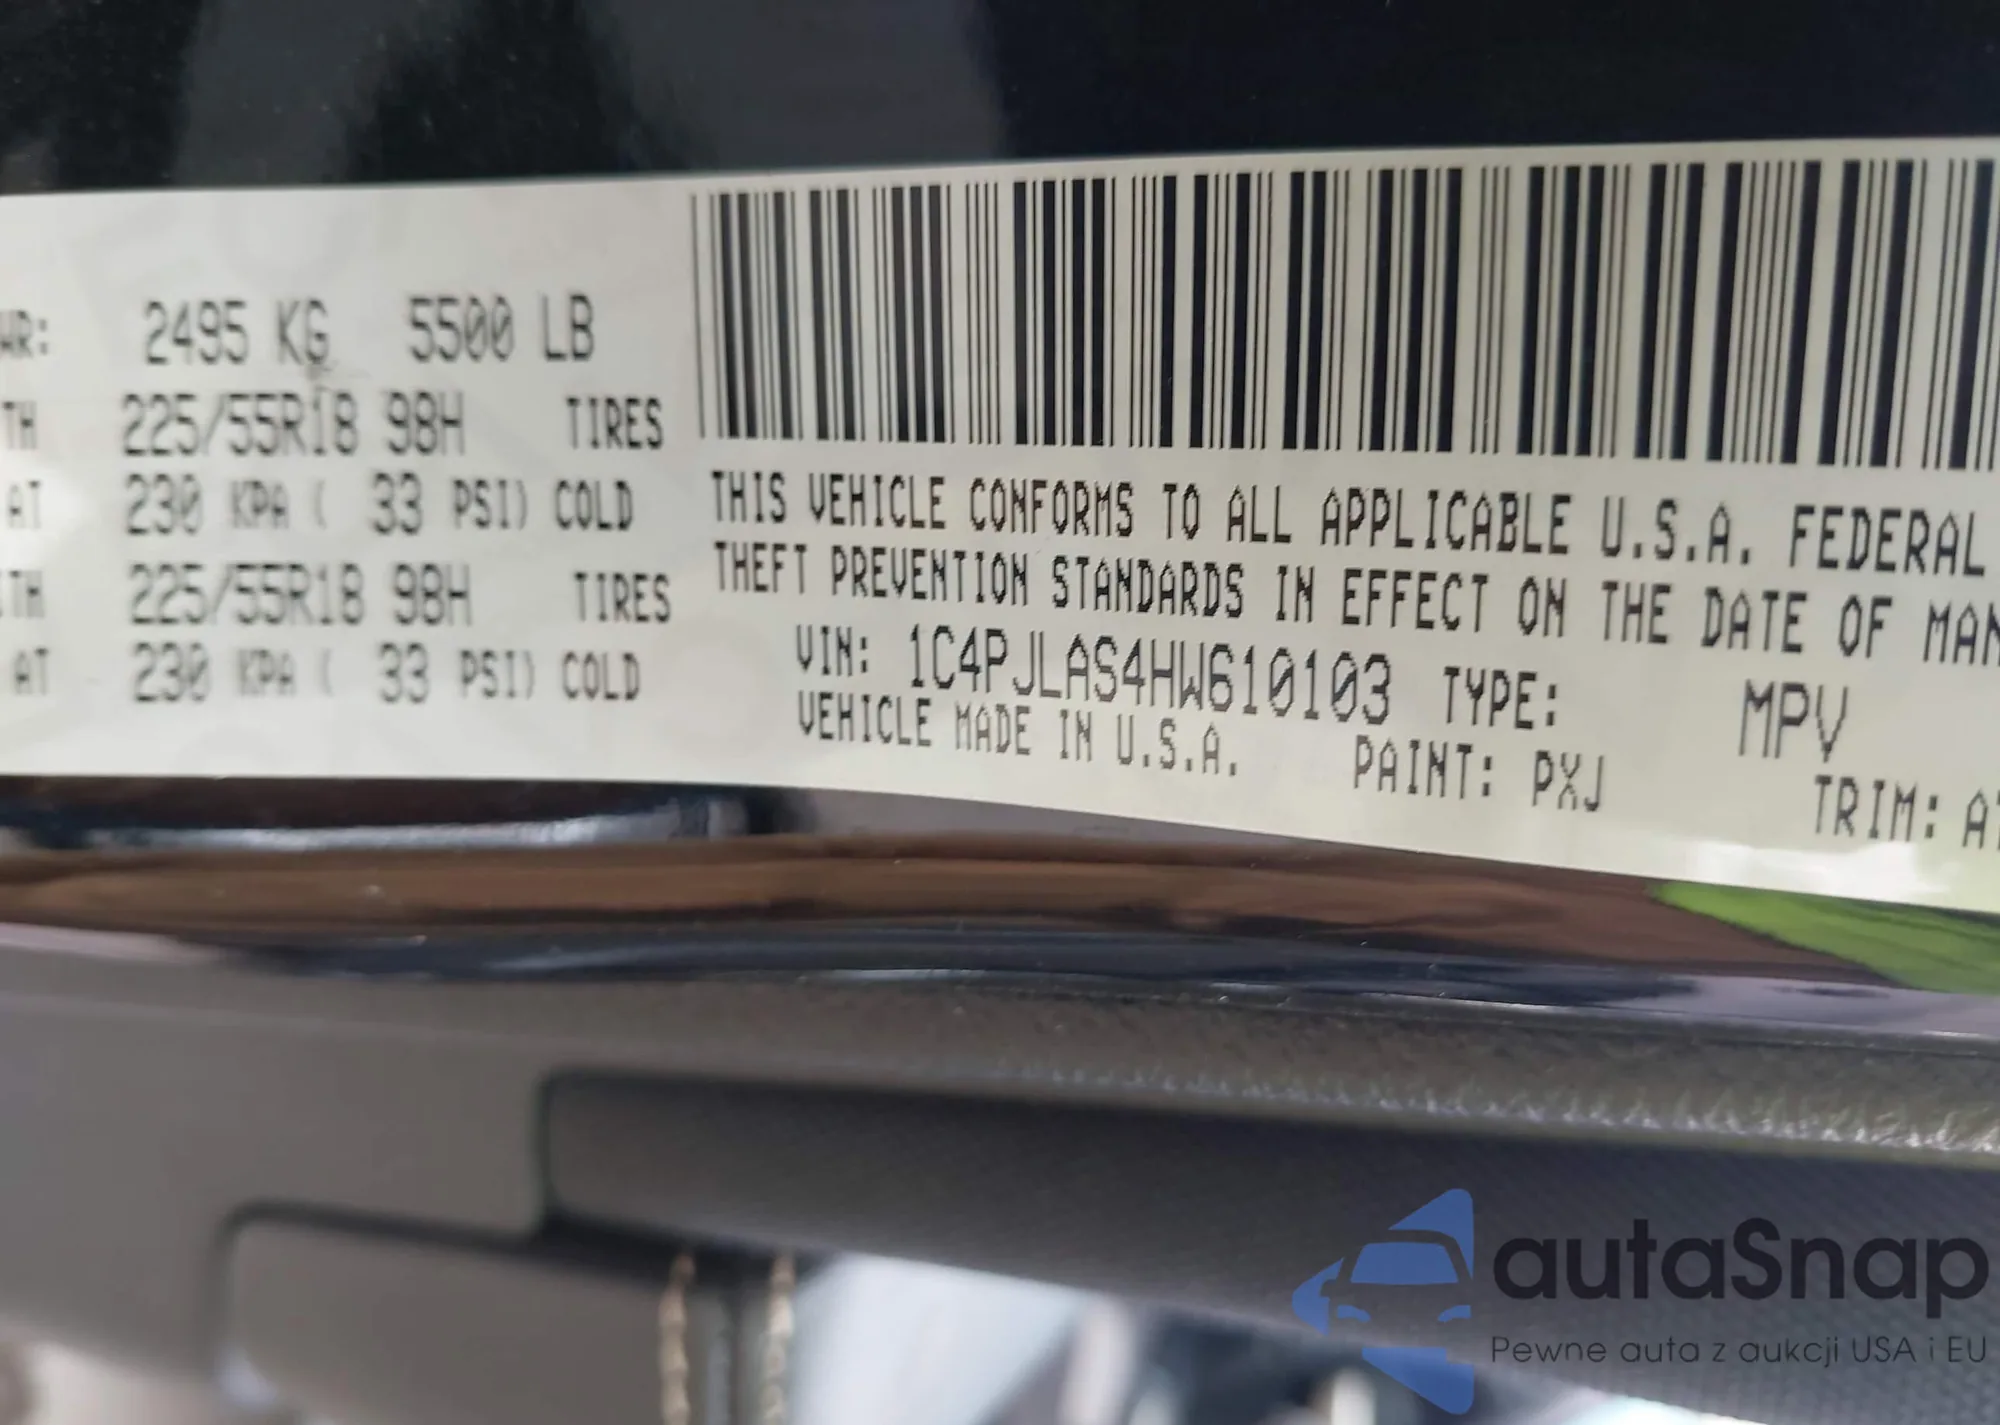 WR: 2495 KG 5500 LB
TH 225/55R18 98H TIRES
AT 230 KPA ( 33 PSI) COLD
ITH 225/55R18 98H TIRES
AT 230 KPA ( 33 PSI) COLD
THIS VEHICLE CONFORMS TO ALL APPLICABLE U.S.A. FEDERAL
THEFT PREVENTION STANDARDS IN EFFECT ON THE DATE OF MAN
VIN: 1C4PJLAS4HW610103 TYPE: MPV
VEHICLE MADE IN U.S.A. PAINT: PXJ TRIM: A
autaSnap
Pewne auta z aukcji USA i EU